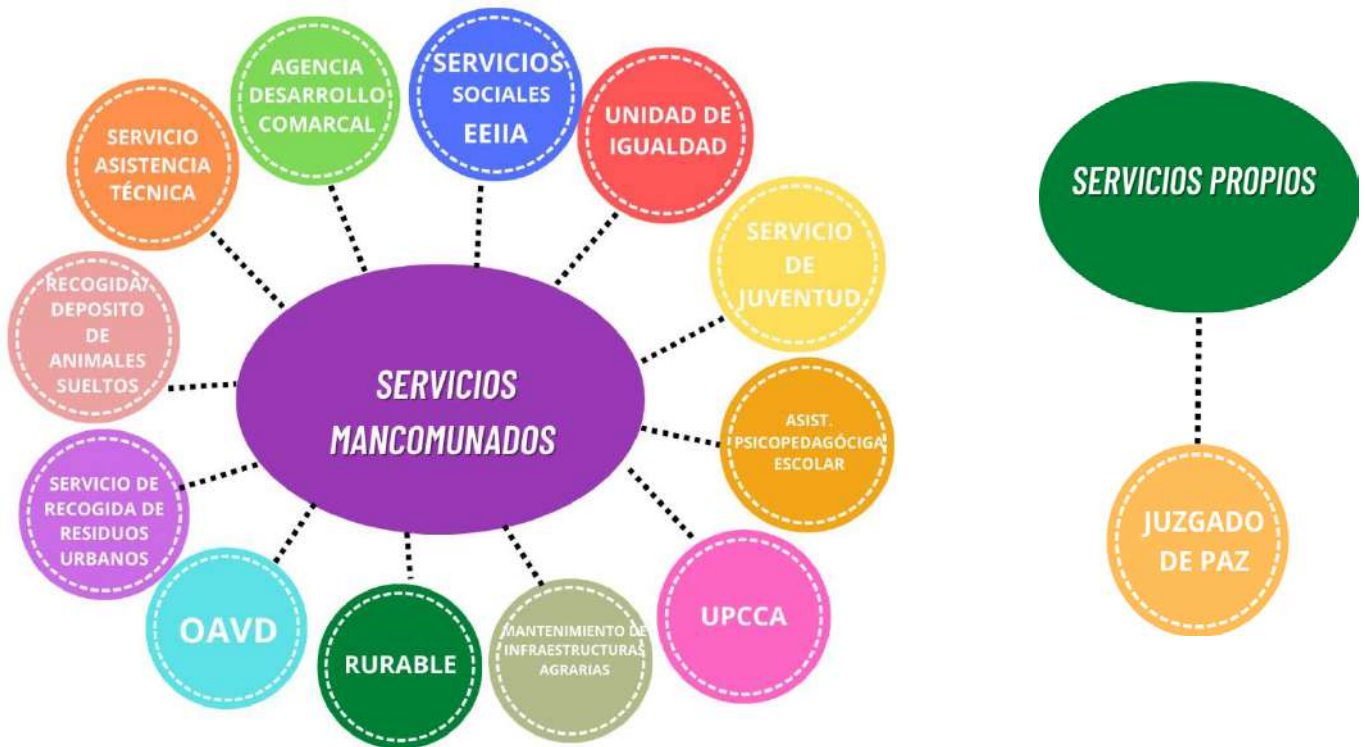 AGENCIA
DESARROLLO
COMARCAL
SERVICIOS
SOCIALES
EEIIA
UNIDAD DE
IGUALDAD
SERVICIO
ASISTENCIA
TÉCNICA
SERVICIO
DE
JUVENTUD
RECOGIDA/
DEPOSITO
DE
ANIMALES
SUELTOS
SERVICIOS
MANCOMUNADOS
ASIST.
PSICOPEDAGÓCIGA
ESCOLAR
SERVICIO DE
RECOGIDA DE
RESIDUOS
URBANOS
OAVD
RURABLE
MANTENIMIENTO DE
INFRAESTRUCTURAS
AGRARIAS
UPCCA
SERVICIOS PROPIOS
JUZGADO
DE PAZ